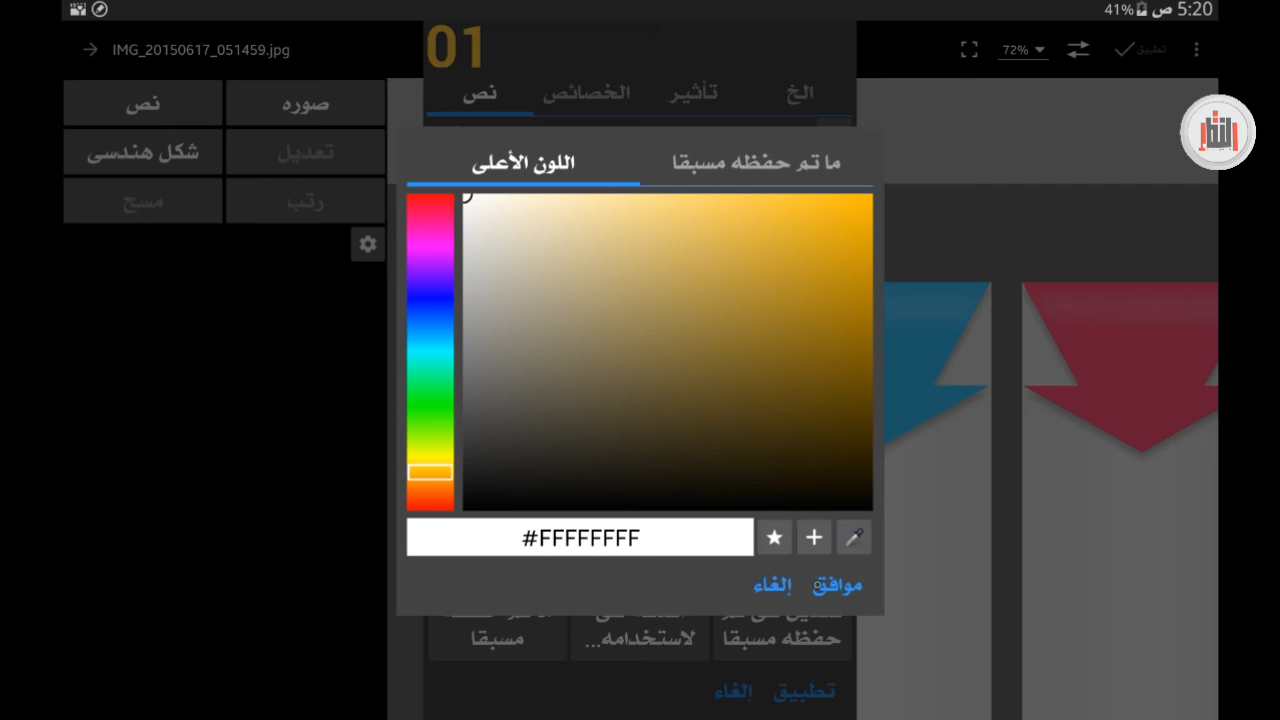 41% 5:20 ص
IMG_20150617_051459.jpg
72%
تطبيق
01
نص
الخصائص
تأثير
الخ
نص
صوره
شكل هندسى
تعديل
مسح
رتب
اللون الأعلى
ما تم حفظه مسبقا
#FFFFFFFF
إلغاء
موافق
مسبقا
لاستخدامه...
حفظه مسبقا
إلغاء
تطبيق